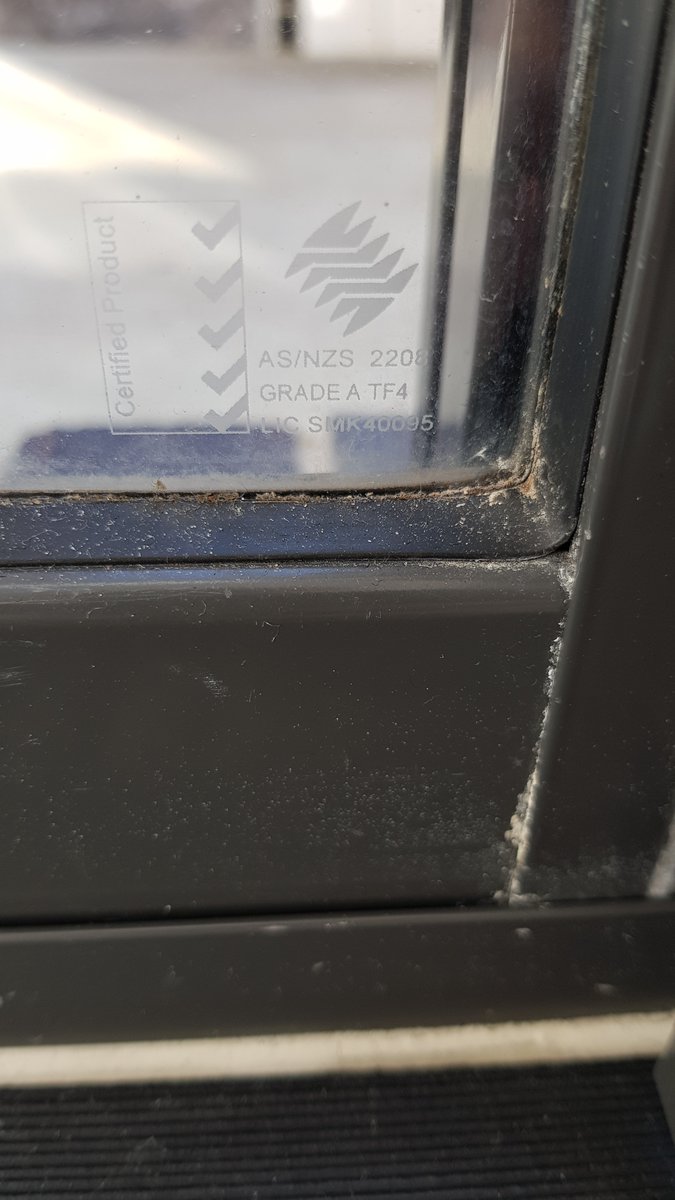 Certified Product
AS/NZS 2208
GRADE A TF4
LIC SMK40095